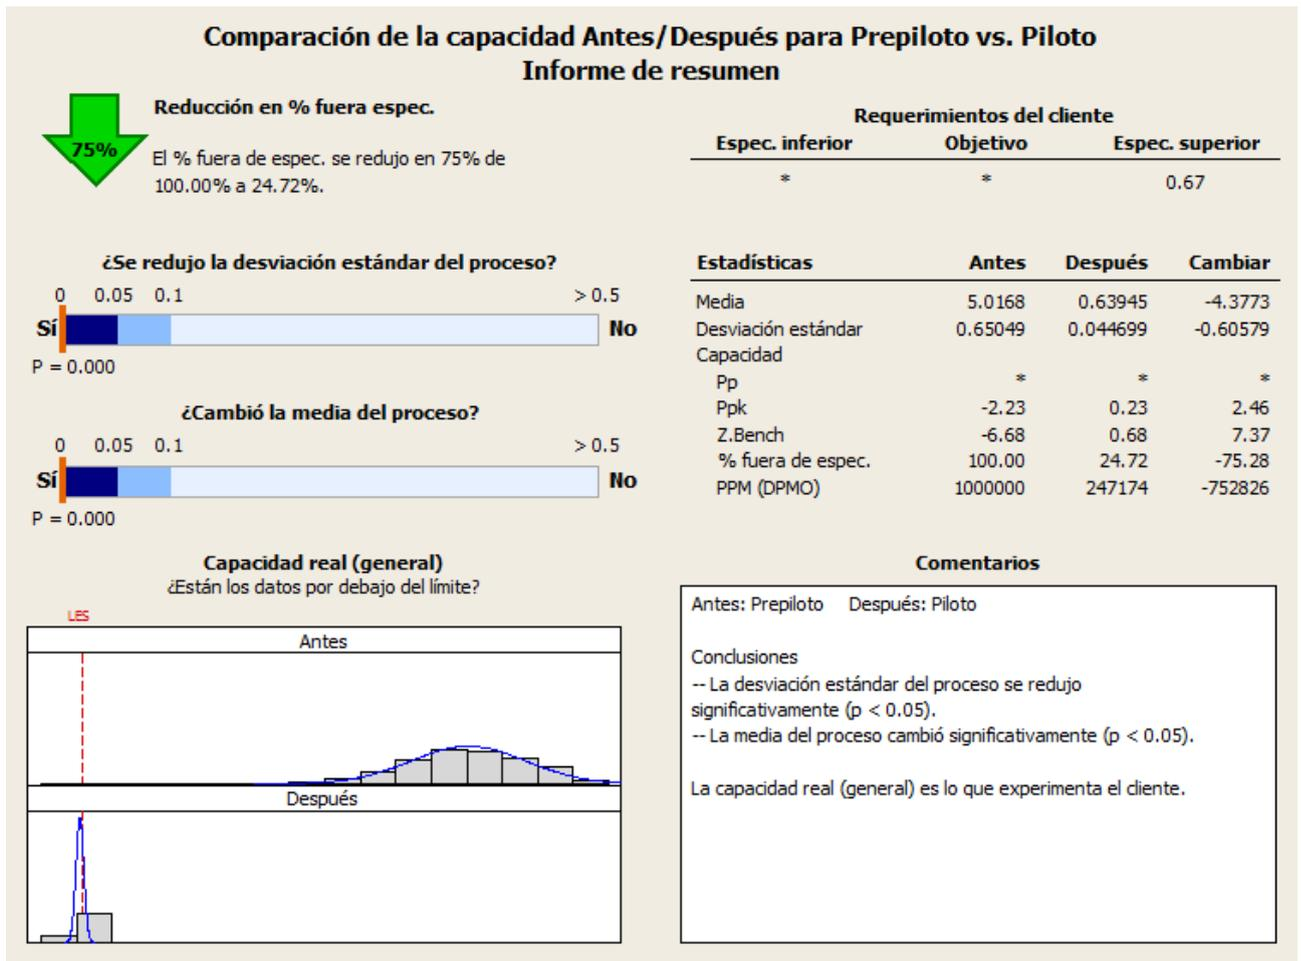 Comparación de la capacidad Antes/Después para Prepiloto vs. Piloto
Informe de resumen
75%
Reducción en % fuera espec.
El % fuera de espec. se redujo en 75% de
100.00% a 24.72%.
Requerimientos del cliente
Espec. inferior Objetivo Espec. superior
* * 0.67
¿Se redujo la desviación estándar del proceso?
0 0.05 0.1 > 0.5
Sí No
P = 0.000
¿Cambió la media del proceso?
0 0.05 0.1 > 0.5
Sí No
P = 0.000
Estadísticas Antes Después Cambiar
Media 5.0168 0.63945 -4.3773
Desviación estándar 0.65049 0.044699 -0.60579
Capacidad
Pp * * *
Ppk -2.23 0.23 2.46
Z.Bench -6.68 0.68 7.37
% fuera de espec. 100.00 24.72 -75.28
PPM (DPMO) 1000000 247174 -752826
Capacidad real (general)
¿Están los datos por debajo del límite?
LES
Antes
Después
Comentarios
Antes: Prepiloto Después: Piloto
Conclusiones
-- La desviación estándar del proceso se redujo
significativamente (p < 0.05).
-- La media del proceso cambió significativamente (p < 0.05).
La capacidad real (general) es lo que experimenta el cliente.